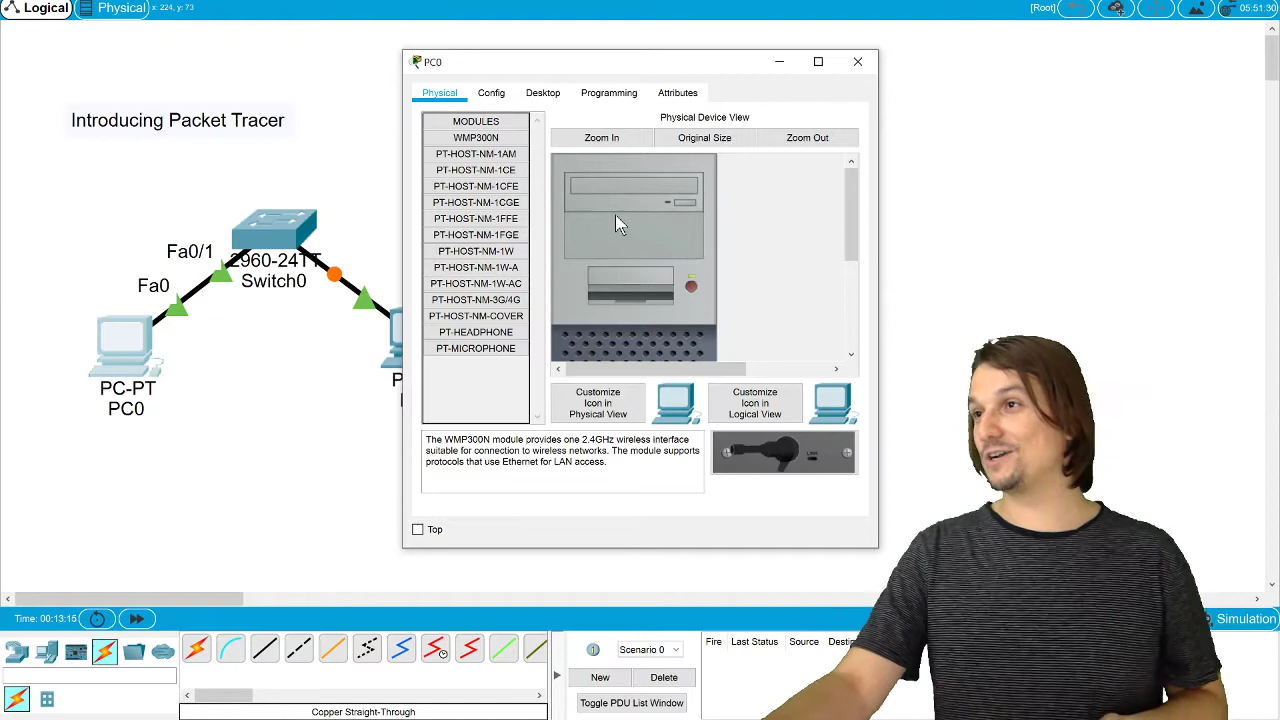 Logical
Physical
x: 224, y: 73
[Root]
05:51:30
Introducing Packet Tracer
Fa0/1
2960-24TT
Switch0
Fa0
PC-PT
PC0
P
PC0
Physical
Config
Desktop
Programming
Attributes
MODULES
WMP300N
PT-HOST-NM-1AM
PT-HOST-NM-1CE
PT-HOST-NM-1CFE
PT-HOST-NM-1CGE
PT-HOST-NM-1FFE
PT-HOST-NM-1FGE
PT-HOST-NM-1W
PT-HOST-NM-1W-A
PT-HOST-NM-1W-AC
PT-HOST-NM-3G/4G
PT-HOST-NM-COVER
PT-HEADPHONE
PT-MICROPHONE
Physical Device View
Zoom In
Original Size
Zoom Out
Customize
Icon in
Physical View
Customize
Icon in
Logical View
The WMP300N module provides one 2.4GHz wireless interface
suitable for connection to wireless networks. The module supports
protocols that use Ethernet for LAN access.
Top
Time: 00:13:15
Simulation
Scenario 0
New
Delete
Toggle PDU List Window
Fire
Last Status
Source
Destin
Copper Straight-Through